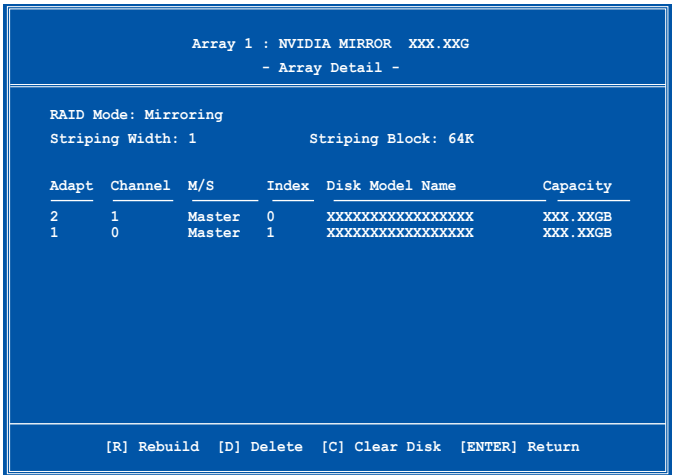 Array 1 : NVIDIA MIRROR  XXX.XXG
- Array Detail -
RAID Mode: Mirroring
Striping Width: 1    Striping Block: 64K
Adapt  Channel  M/S  Index  Disk Model Name  Capacity
2  1  Master  0  XXXXXXXXXXXXXXXXX  XXX.XXGB
1  0  Master  1  XXXXXXXXXXXXXXXXX  XXX.XXGB
[R] Rebuild  [D] Delete  [C] Clear Disk  [ENTER] Return